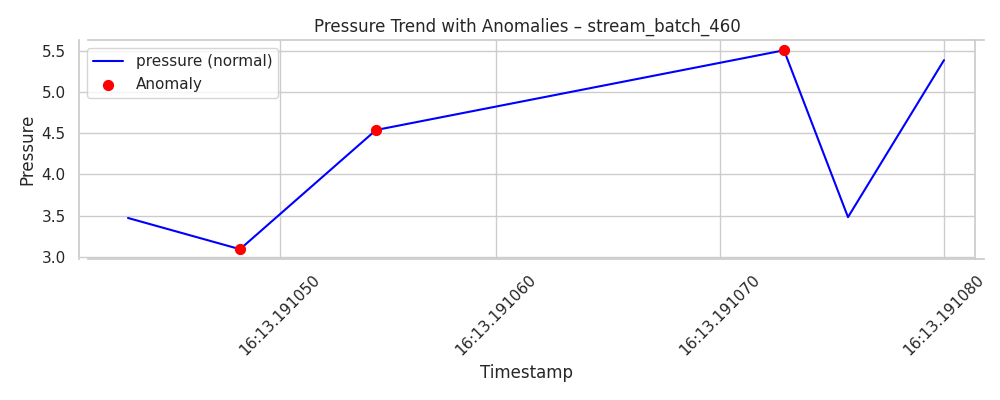 Pressure Trend with Anomalies – stream_batch_460
pressure (normal)
Anomaly
Pressure
5.5
5.0
4.5
4.0
3.5
3.0
16:13.191050
16:13.191060
16:13.191070
16:13.191080
Timestamp